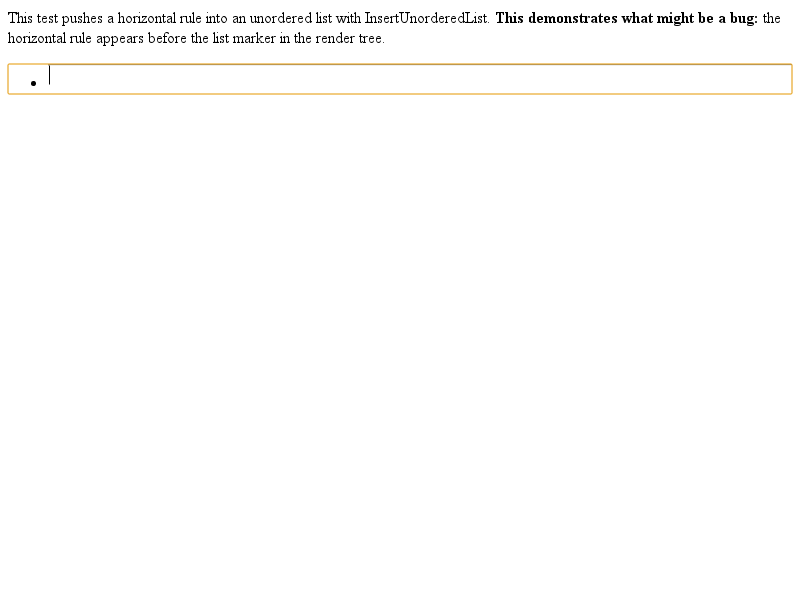 This test pushes a horizontal rule into an unordered list with InsertUnorderedList. This demonstrates what might be a bug: the
horizontal rule appears before the list marker in the render tree.